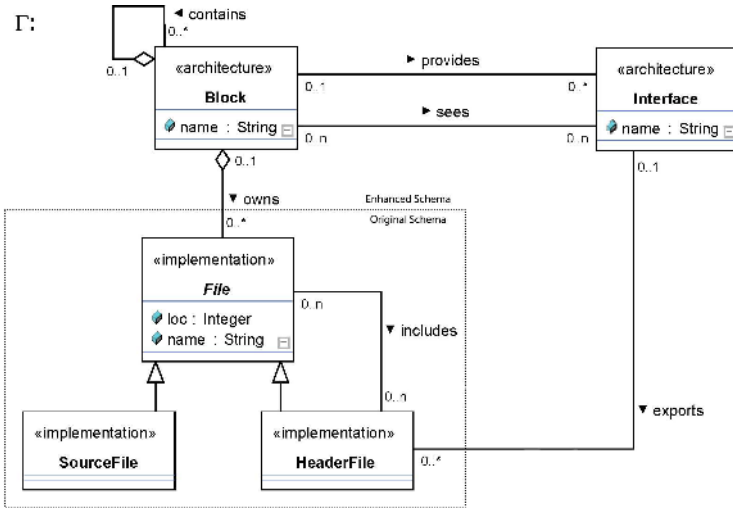 Γ:
◄ contains
0..*
0..1
«architecture»
Block
name : String
► provides
0..1
0..*
► sees
0..n
0..n
«architecture»
Interface
name : String
0..1
0..1
▼ owns
0..*
Enhanced Schema
Original Schema
«implementation»
File
loc : Integer
name : String
0..n
▼ includes
0..n
«implementation»
SourceFile
«implementation»
HeaderFile
▼ exports
0..*